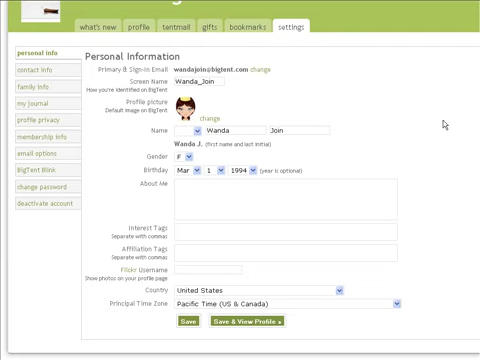 what's new profile tentmail gifts bookmarks settings
personal info
contact info
family info
my journal
profile privacy
membership info
email options
BigTent Blink
change password
deactivate account
Personal Information
Primary & Sign-in Email wandajoin@bigtent.com change
Screen Name Wanda_Join
How you're identified on BigTent
Profile picture
Default image on BigTent
change
Name Wanda Join
Wanda J. (first name and last initial)
Gender F
Birthday Mar 1 1994 (year is optional)
About Me
Interest Tags
Separate with commas
Affiliation Tags
Separate with commas
Flickr Username
Show photos on your profile page
Country United States
Principal Time Zone Pacific Time (US & Canada)
Save Save & View Profile